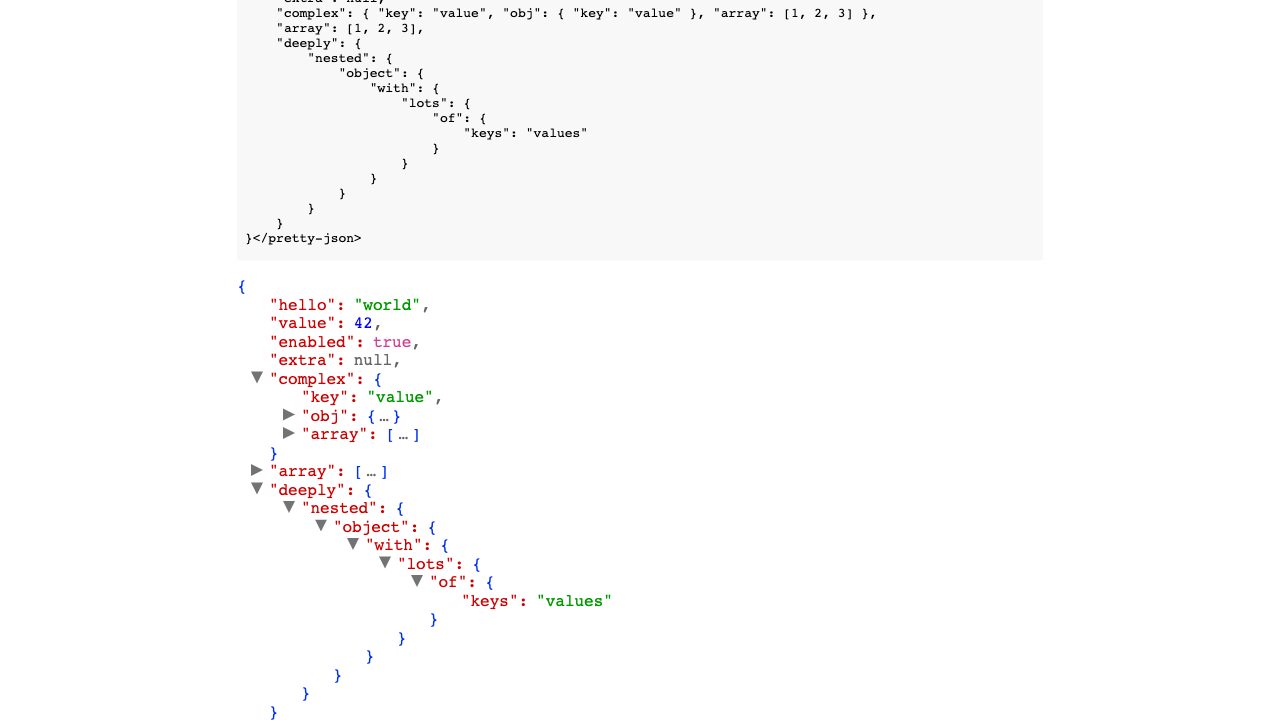 "extra": null,
"complex": { "key": "value", "obj": { "key": "value" }, "array": [1, 2, 3] },
"array": [1, 2, 3],
"deeply": {
"nested": {
"object": {
"with": {
"lots": {
"of": {
"keys": "values"
}
}
}
}
}
}
}</pretty-json>
{
"hello": "world",
"value": 42,
"enabled": true,
"extra": null,
▼ "complex": {
"key": "value",
▶ "obj": {…}
▶ "array": […]
}
▶ "array": […]
▼ "deeply": {
▼ "nested": {
▼ "object": {
▼ "with": {
▼ "lots": {
▼ "of": {
"keys": "values"
}
}
}
}
}
}